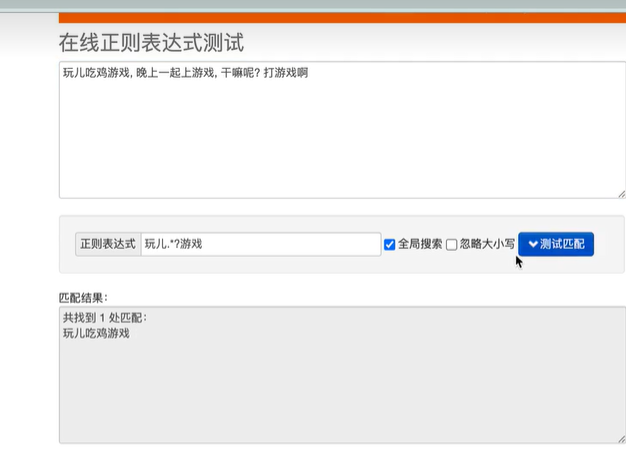 在线正则表达式测试
玩儿吃鸡游戏, 晚上一起上游戏, 干嘛呢? 打游戏啊
正则表达式 玩儿.*?游戏 全局搜索 忽略大小写 测试匹配
匹配结果:
共找到 1 处匹配:
玩儿吃鸡游戏